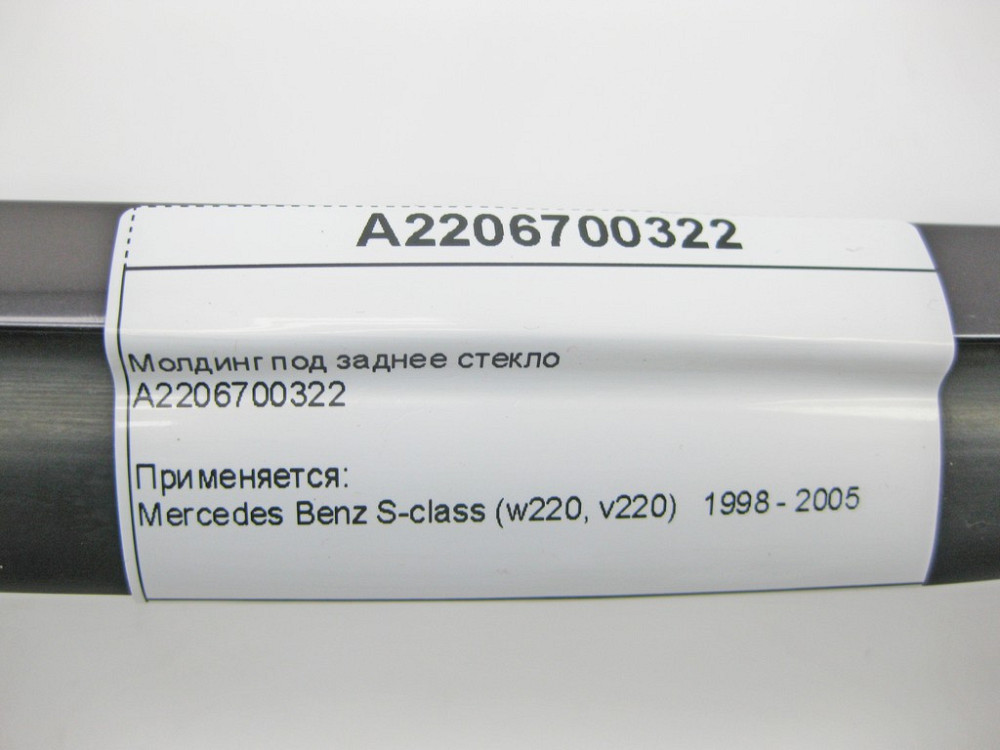 A2206700322
Молдинг под заднее стекло
A2206700322
Применяется:
Mercedes Benz S-class (w220, v220) 1998 - 2005